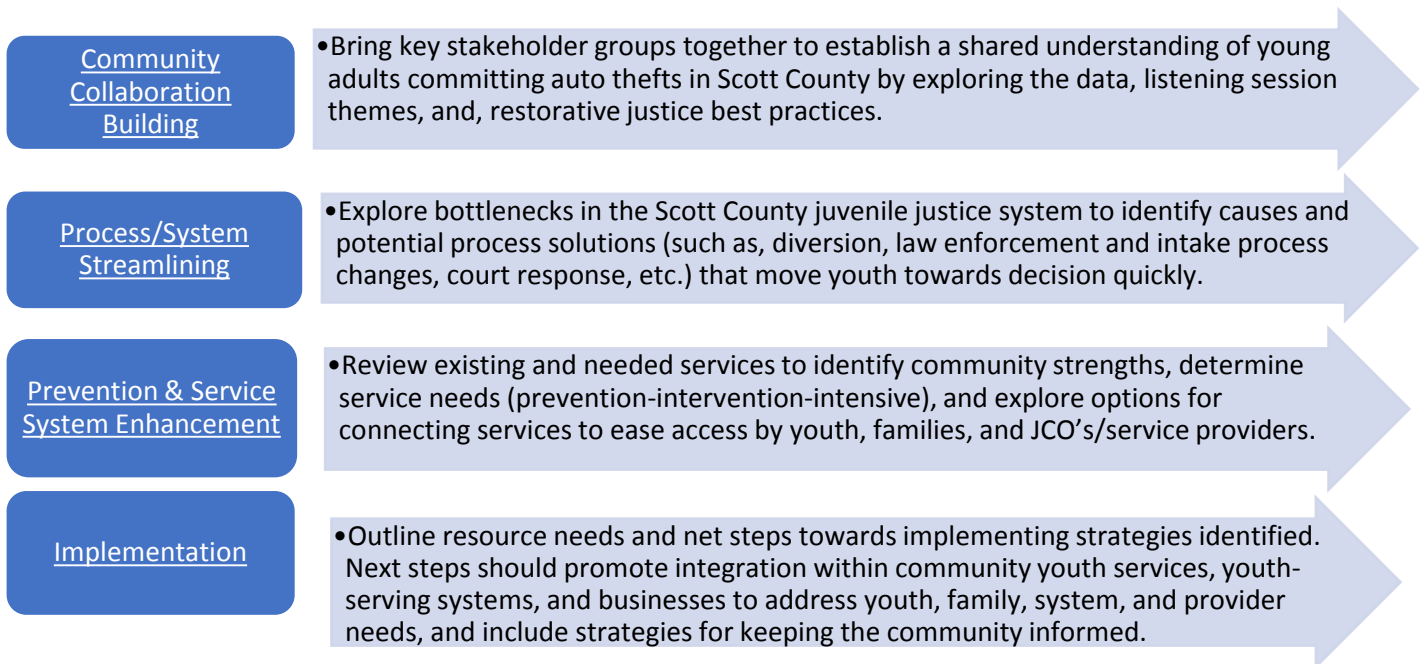 Community
Collaboration
Building
•Bring key stakeholder groups together to establish a shared understanding of young
adults committing auto thefts in Scott County by exploring the data, listening session
themes, and, restorative justice best practices.
Process/System
Streamlining
•Explore bottlenecks in the Scott County juvenile justice system to identify causes and
potential process solutions (such as, diversion, law enforcement and intake process
changes, court response, etc.) that move youth towards decision quickly.
Prevention & Service
System Enhancement
•Review existing and needed services to identify community strengths, determine
service needs (prevention-intervention-intensive), and explore options for
connecting services to ease access by youth, families, and JCO’s/service providers.
Implementation
•Outline resource needs and net steps towards implementing strategies identified.
Next steps should promote integration within community youth services, youth-
serving systems, and businesses to address youth, family, system, and provider
needs, and include strategies for keeping the community informed.